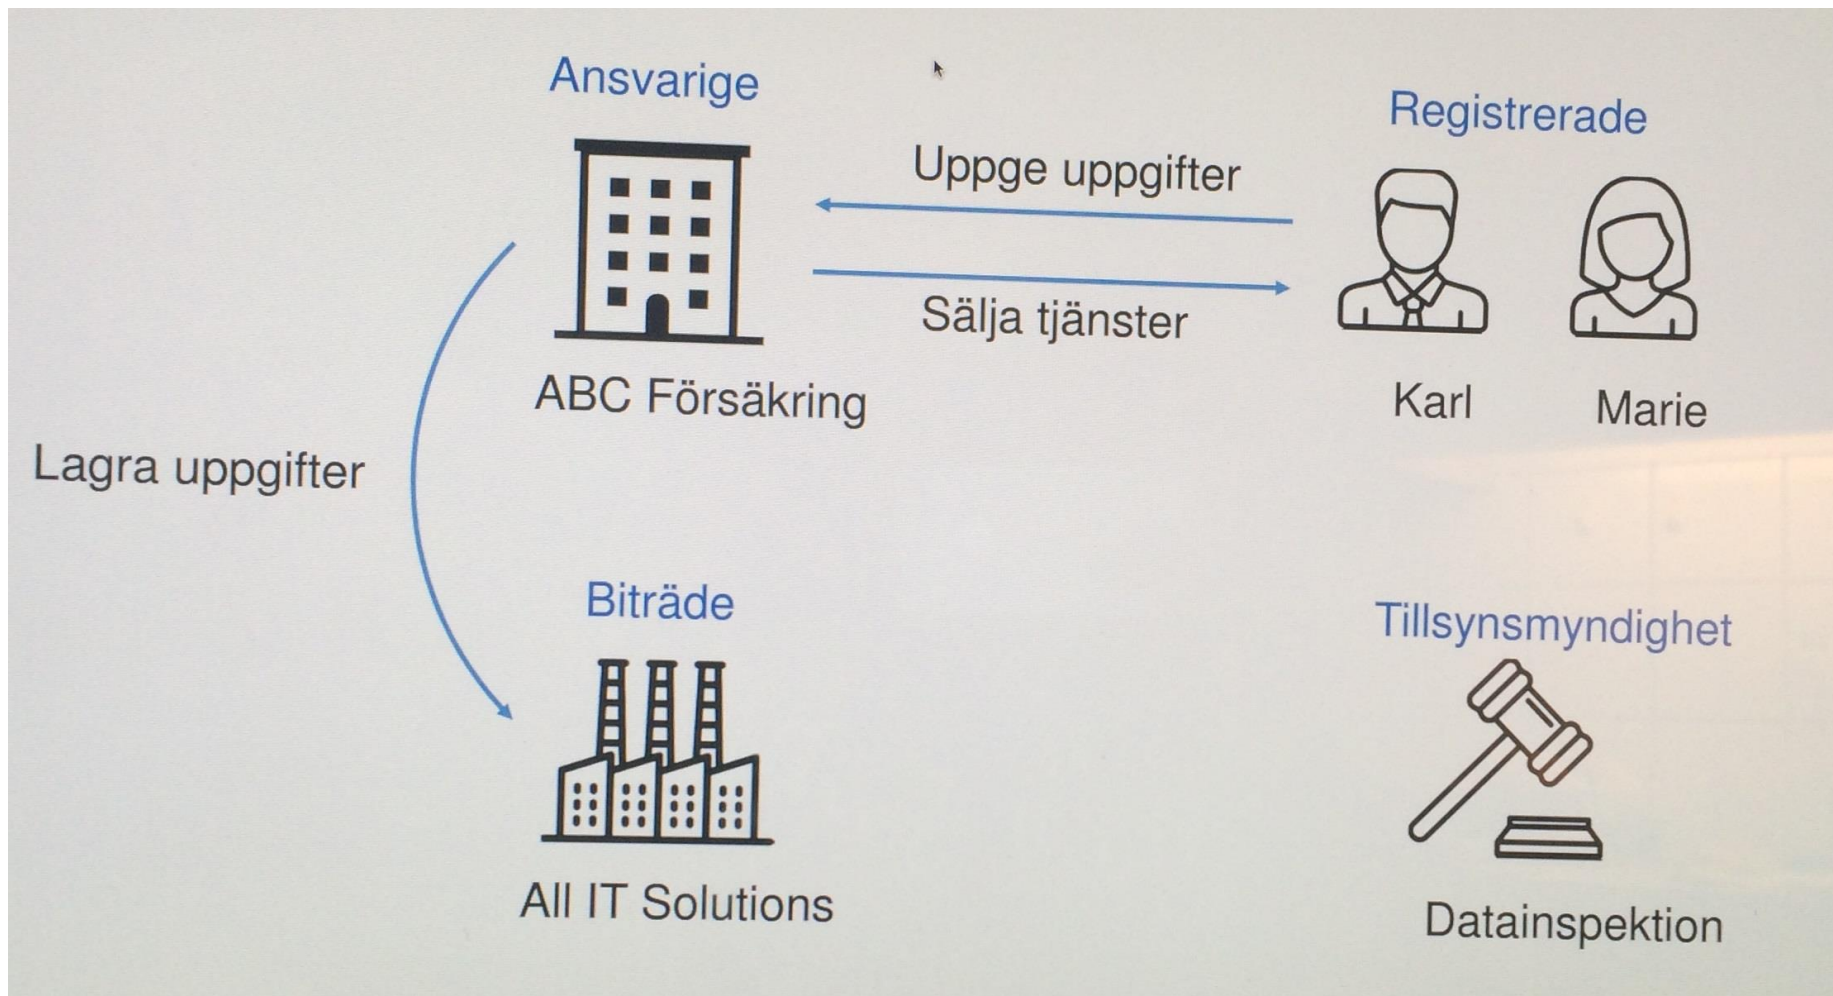 Ansvarige
Registrerade
Uppge uppgifter
Sälja tjänster
ABC Försäkring
Karl
Marie
Lagra uppgifter
Biträde
Tillsynsmyndighet
All IT Solutions
Datainspektion